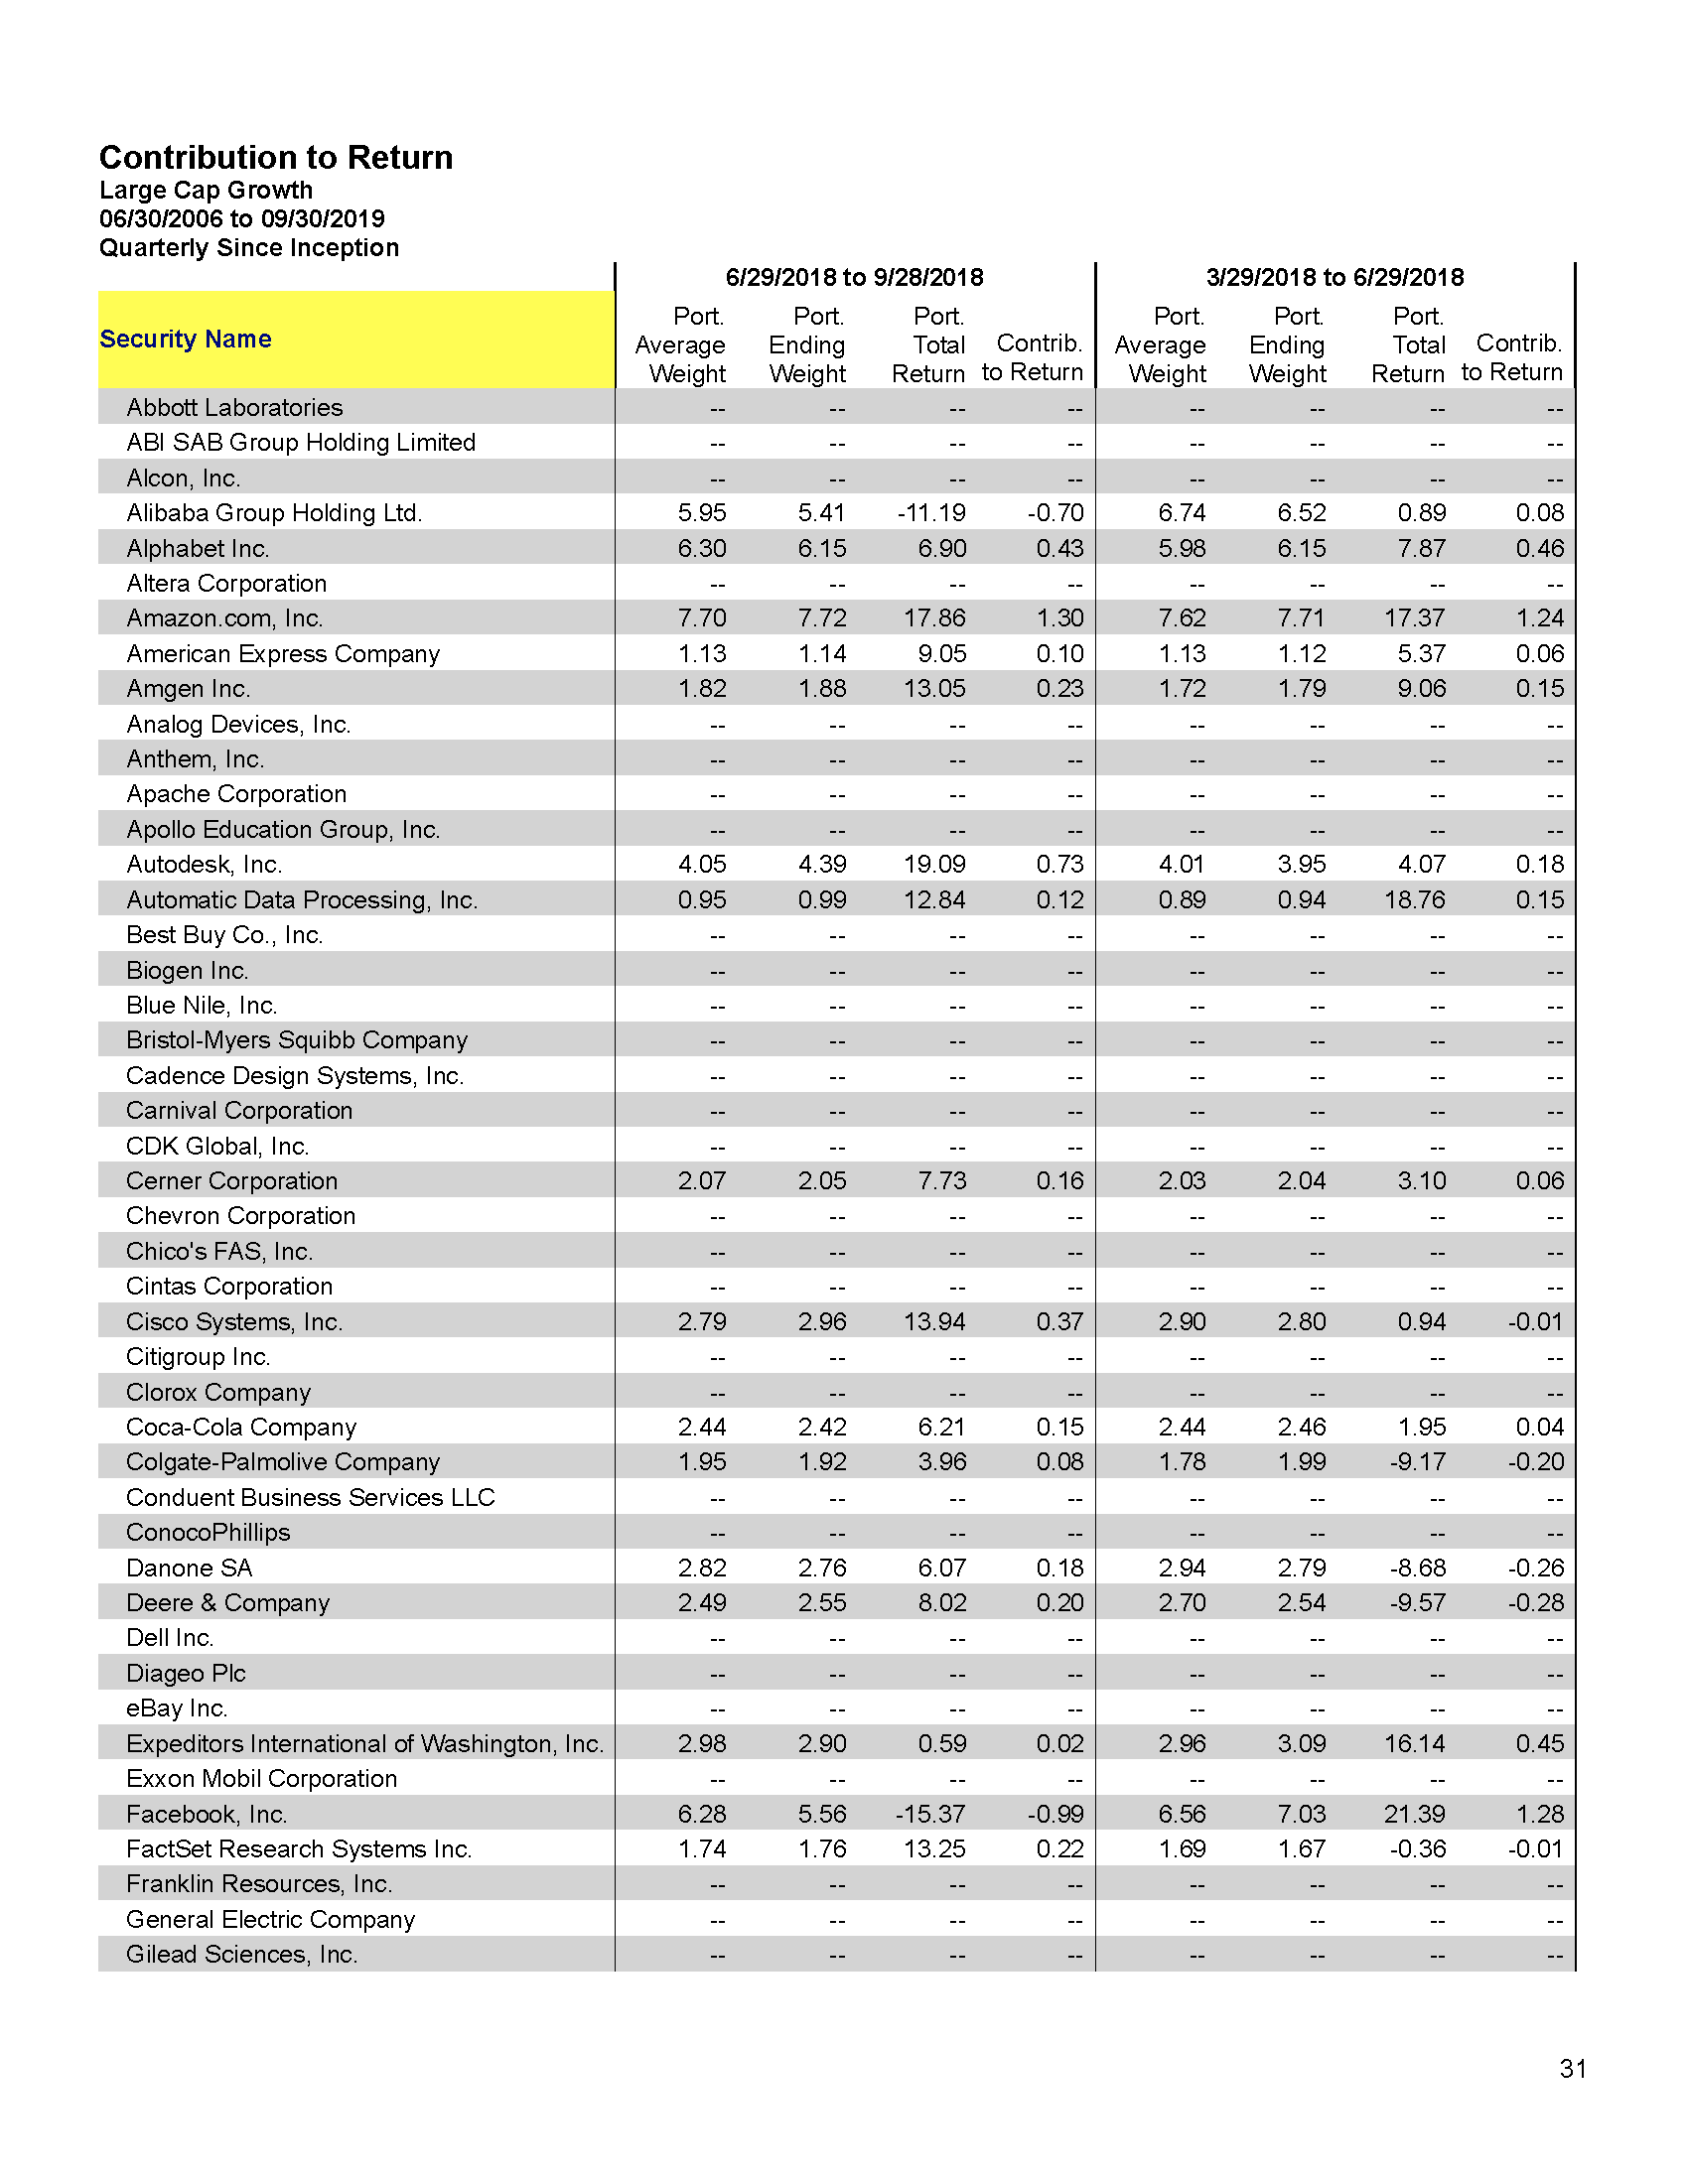 Contribution to Return
Large Cap Growth
06/30/2006 to 09/30/2019
Quarterly Since Inception
6/29/2018 to 9/28/2018 3/29/2018 to 6/29/2018
Security Name Port. Average Weight Port. Ending Weight Port. Total Return Contrib. to Return Port. Average Weight Port. Ending Weight Port. Total Return Contrib. to Return
Abbott Laboratories -- -- -- -- -- -- -- --
ABI SAB Group Holding Limited -- -- -- -- -- -- -- --
Alcon, Inc. -- -- -- -- -- -- -- --
Alibaba Group Holding Ltd. 5.95 5.41 -11.19 -0.70 6.74 6.52 0.89 0.08
Alphabet Inc. 6.30 6.15 6.90 0.43 5.98 6.15 7.87 0.46
Altera Corporation -- -- -- -- -- -- -- --
Amazon.com, Inc. 7.70 7.72 17.86 1.30 7.62 7.71 17.37 1.24
American Express Company 1.13 1.14 9.05 0.10 1.13 1.12 5.37 0.06
Amgen Inc. 1.82 1.88 13.05 0.23 1.72 1.79 9.06 0.15
Analog Devices, Inc. -- -- -- -- -- -- -- --
Anthem, Inc. -- -- -- -- -- -- -- --
Apache Corporation -- -- -- -- -- -- -- --
Apollo Education Group, Inc. -- -- -- -- -- -- -- --
Autodesk, Inc. 4.05 4.39 19.09 0.73 4.01 3.95 4.07 0.18
Automatic Data Processing, Inc. 0.95 0.99 12.84 0.12 0.89 0.94 18.76 0.15
Best Buy Co., Inc. -- -- -- -- -- -- -- --
Biogen Inc. -- -- -- -- -- -- -- --
Blue Nile, Inc. -- -- -- -- -- -- -- --
Bristol-Myers Squibb Company -- -- -- -- -- -- -- --
Cadence Design Systems, Inc. -- -- -- -- -- -- -- --
Carnival Corporation -- -- -- -- -- -- -- --
CDK Global, Inc. -- -- -- -- -- -- -- --
Cerner Corporation 2.07 2.05 7.73 0.16 2.03 2.04 3.10 0.06
Chevron Corporation -- -- -- -- -- -- -- --
Chico's FAS, Inc. -- -- -- -- -- -- -- --
Cintas Corporation -- -- -- -- -- -- -- --
Cisco Systems, Inc. 2.79 2.96 13.94 0.37 2.90 2.80 0.94 -0.01
Citigroup Inc. -- -- -- -- -- -- -- --
Clorox Company -- -- -- -- -- -- -- --
Coca-Cola Company 2.44 2.42 6.21 0.15 2.44 2.46 1.95 0.04
Colgate-Palmolive Company 1.95 1.92 3.96 0.08 1.78 1.99 -9.17 -0.20
Conduent Business Services LLC -- -- -- -- -- -- -- --
ConocoPhillips -- -- -- -- -- -- -- --
Danone SA 2.82 2.76 6.07 0.18 2.94 2.79 -8.68 -0.26
Deere & Company 2.49 2.55 8.02 0.20 2.70 2.54 -9.57 -0.28
Dell Inc. -- -- -- -- -- -- -- --
Diageo Plc -- -- -- -- -- -- -- --
eBay Inc. -- -- -- -- -- -- -- --
Expeditors International of Washington, Inc. 2.98 2.90 0.59 0.02 2.96 3.09 16.14 0.45
Exxon Mobil Corporation -- -- -- -- -- -- -- --
Facebook, Inc. 6.28 5.56 -15.37 -0.99 6.56 7.03 21.39 1.28
FactSet Research Systems Inc. 1.74 1.76 13.25 0.22 1.69 1.67 -0.36 -0.01
Franklin Resources, Inc. -- -- -- -- -- -- -- --
General Electric Company -- -- -- -- -- -- -- --
Gilead Sciences, Inc. -- -- -- -- -- -- -- --
31